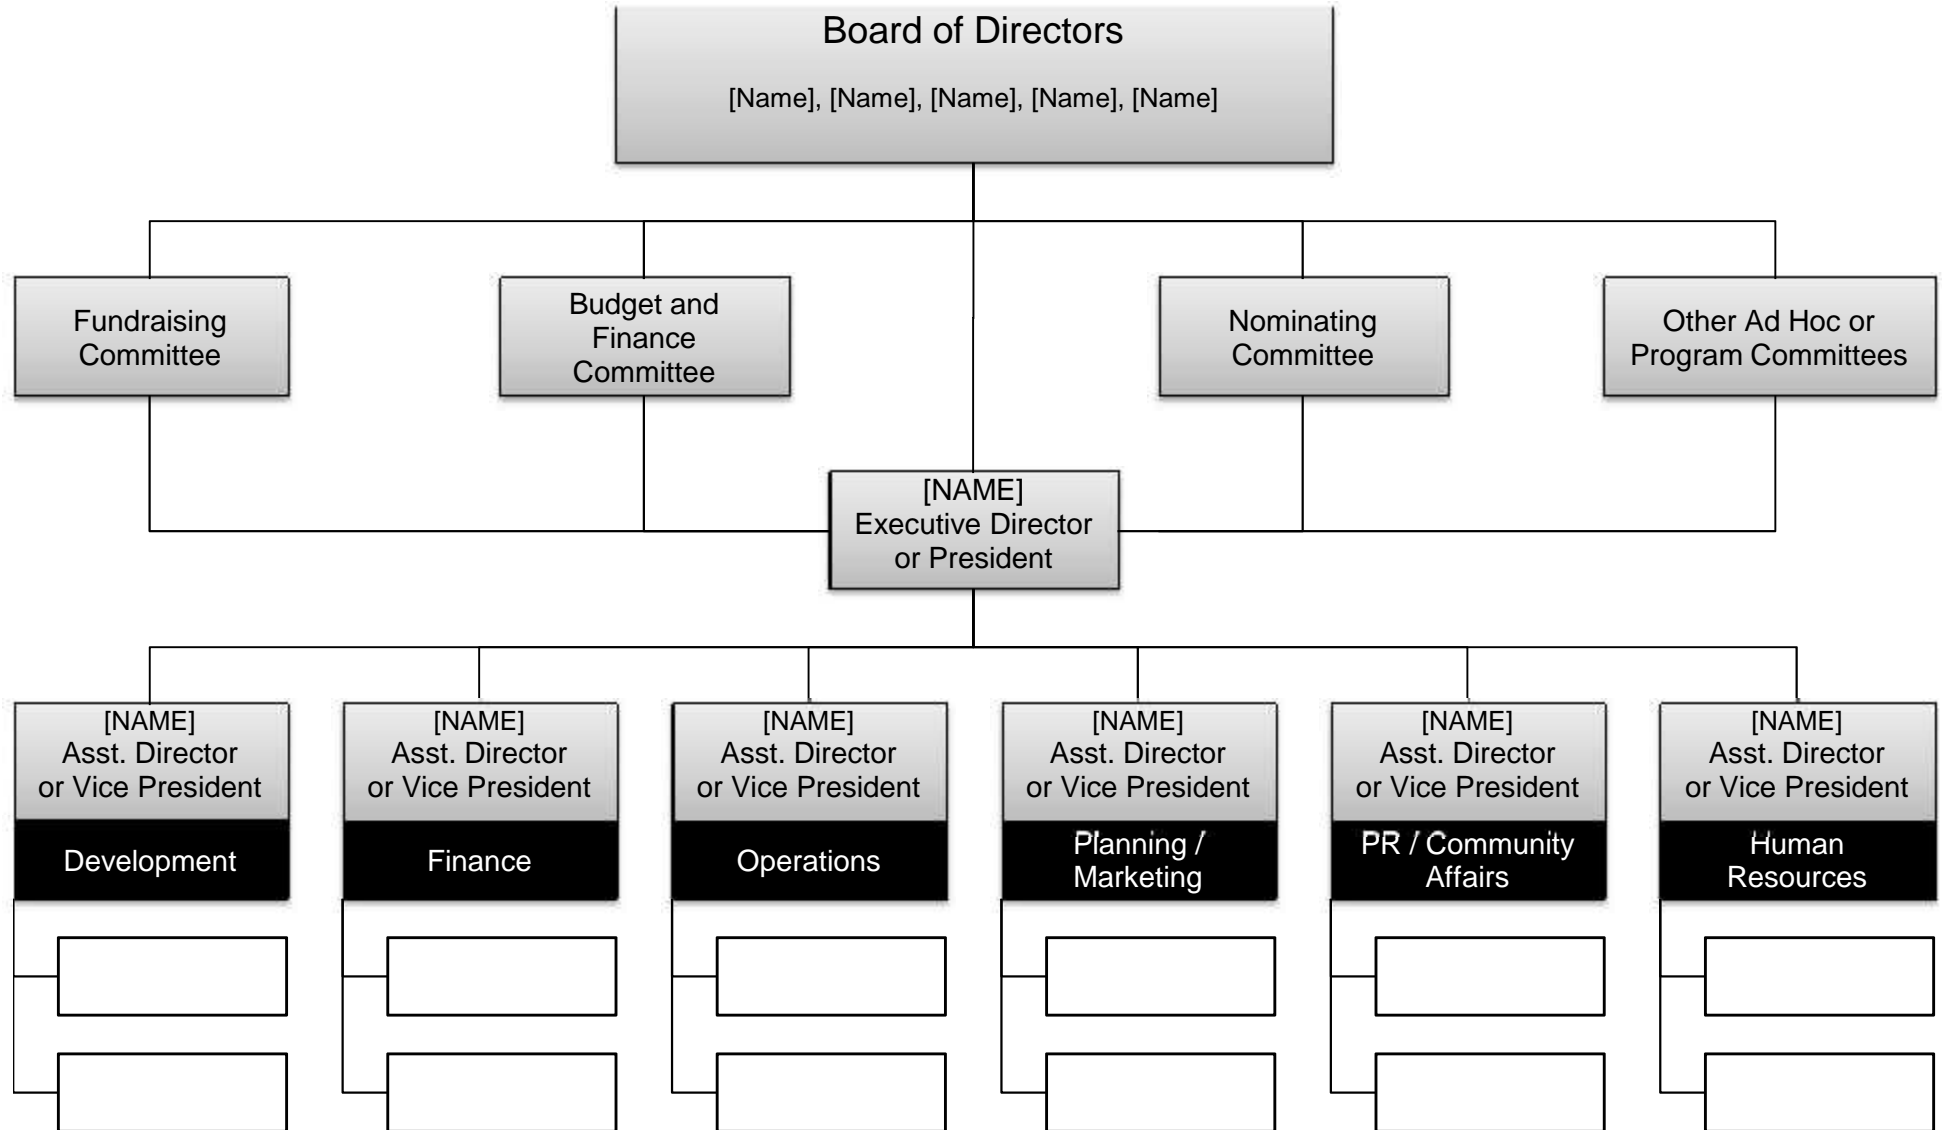 Board of Directors
[Name], [Name], [Name], [Name], [Name]
Fundraising
Committee
Budget and
Finance
Committee
Nominating
Committee
Other Ad Hoc or
Program Committees
[NAME]
Executive Director
or President
[NAME]
Asst. Director
or Vice President
Development
[NAME]
Asst. Director
or Vice President
Finance
[NAME]
Asst. Director
or Vice President
Operations
[NAME]
Asst. Director
or Vice President
Planning /
Marketing
[NAME]
Asst. Director
or Vice President
PR / Community
Affairs
[NAME]
Asst. Director
or Vice President
Human
Resources